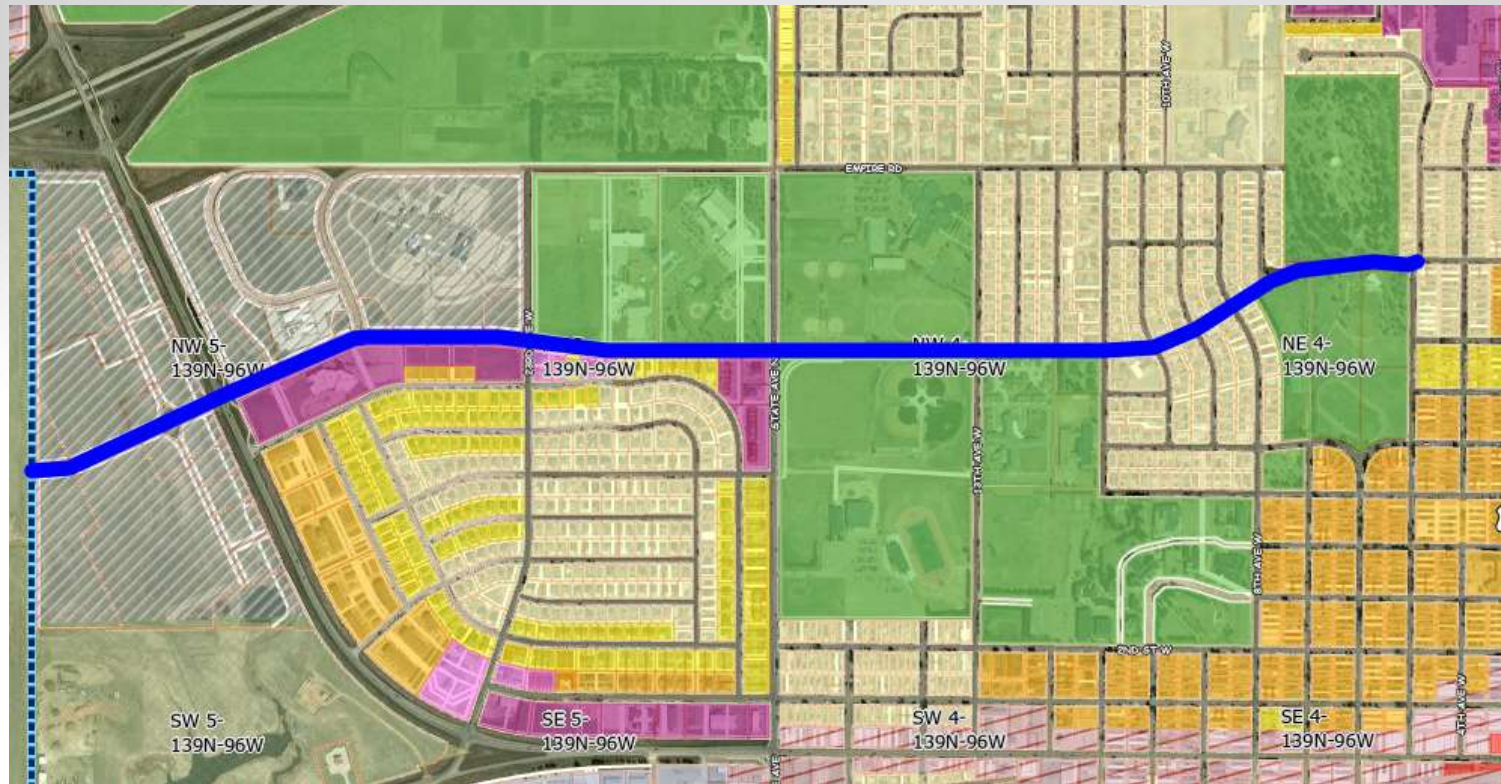 10TH AVE W
EMPIRE RD
NW 5-
139N-96W
139N-96W
STATE AVE N
NW 4-
139N-96W
NE 4-
139N-96W
13TH AVE W
8TH AVE W
2ND ST W
4TH AVE W
SW 5-
139N-96W
SE 5-
139N-96W
SW 4-
139N-96W
SE 4-
139N-96W